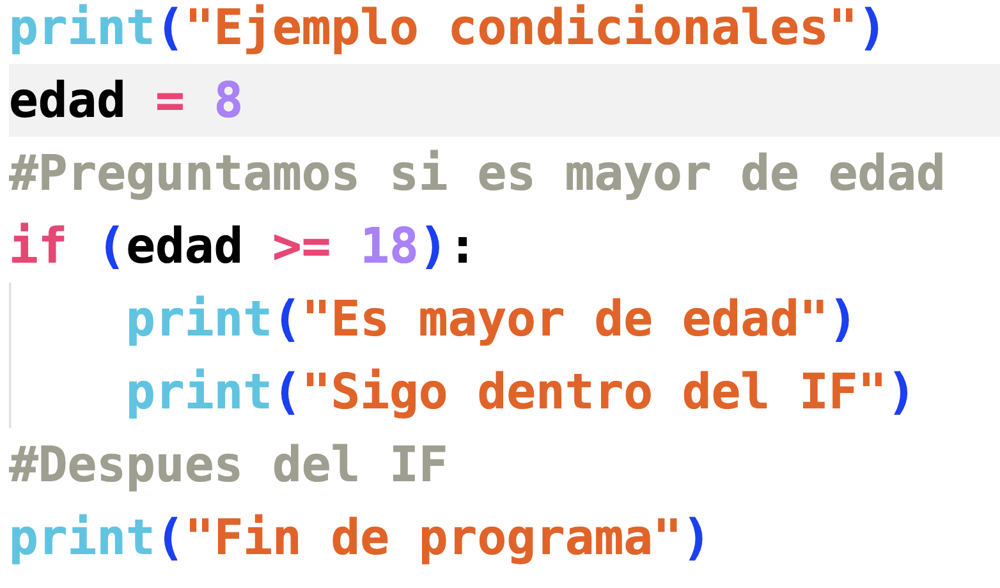 print("Ejemplo condicionales")
edad = 8
#Preguntamos si es mayor de edad
if (edad >= 18):
    print("Es mayor de edad")
    print("Sigo dentro del IF")
#Despues del IF
print("Fin de programa")